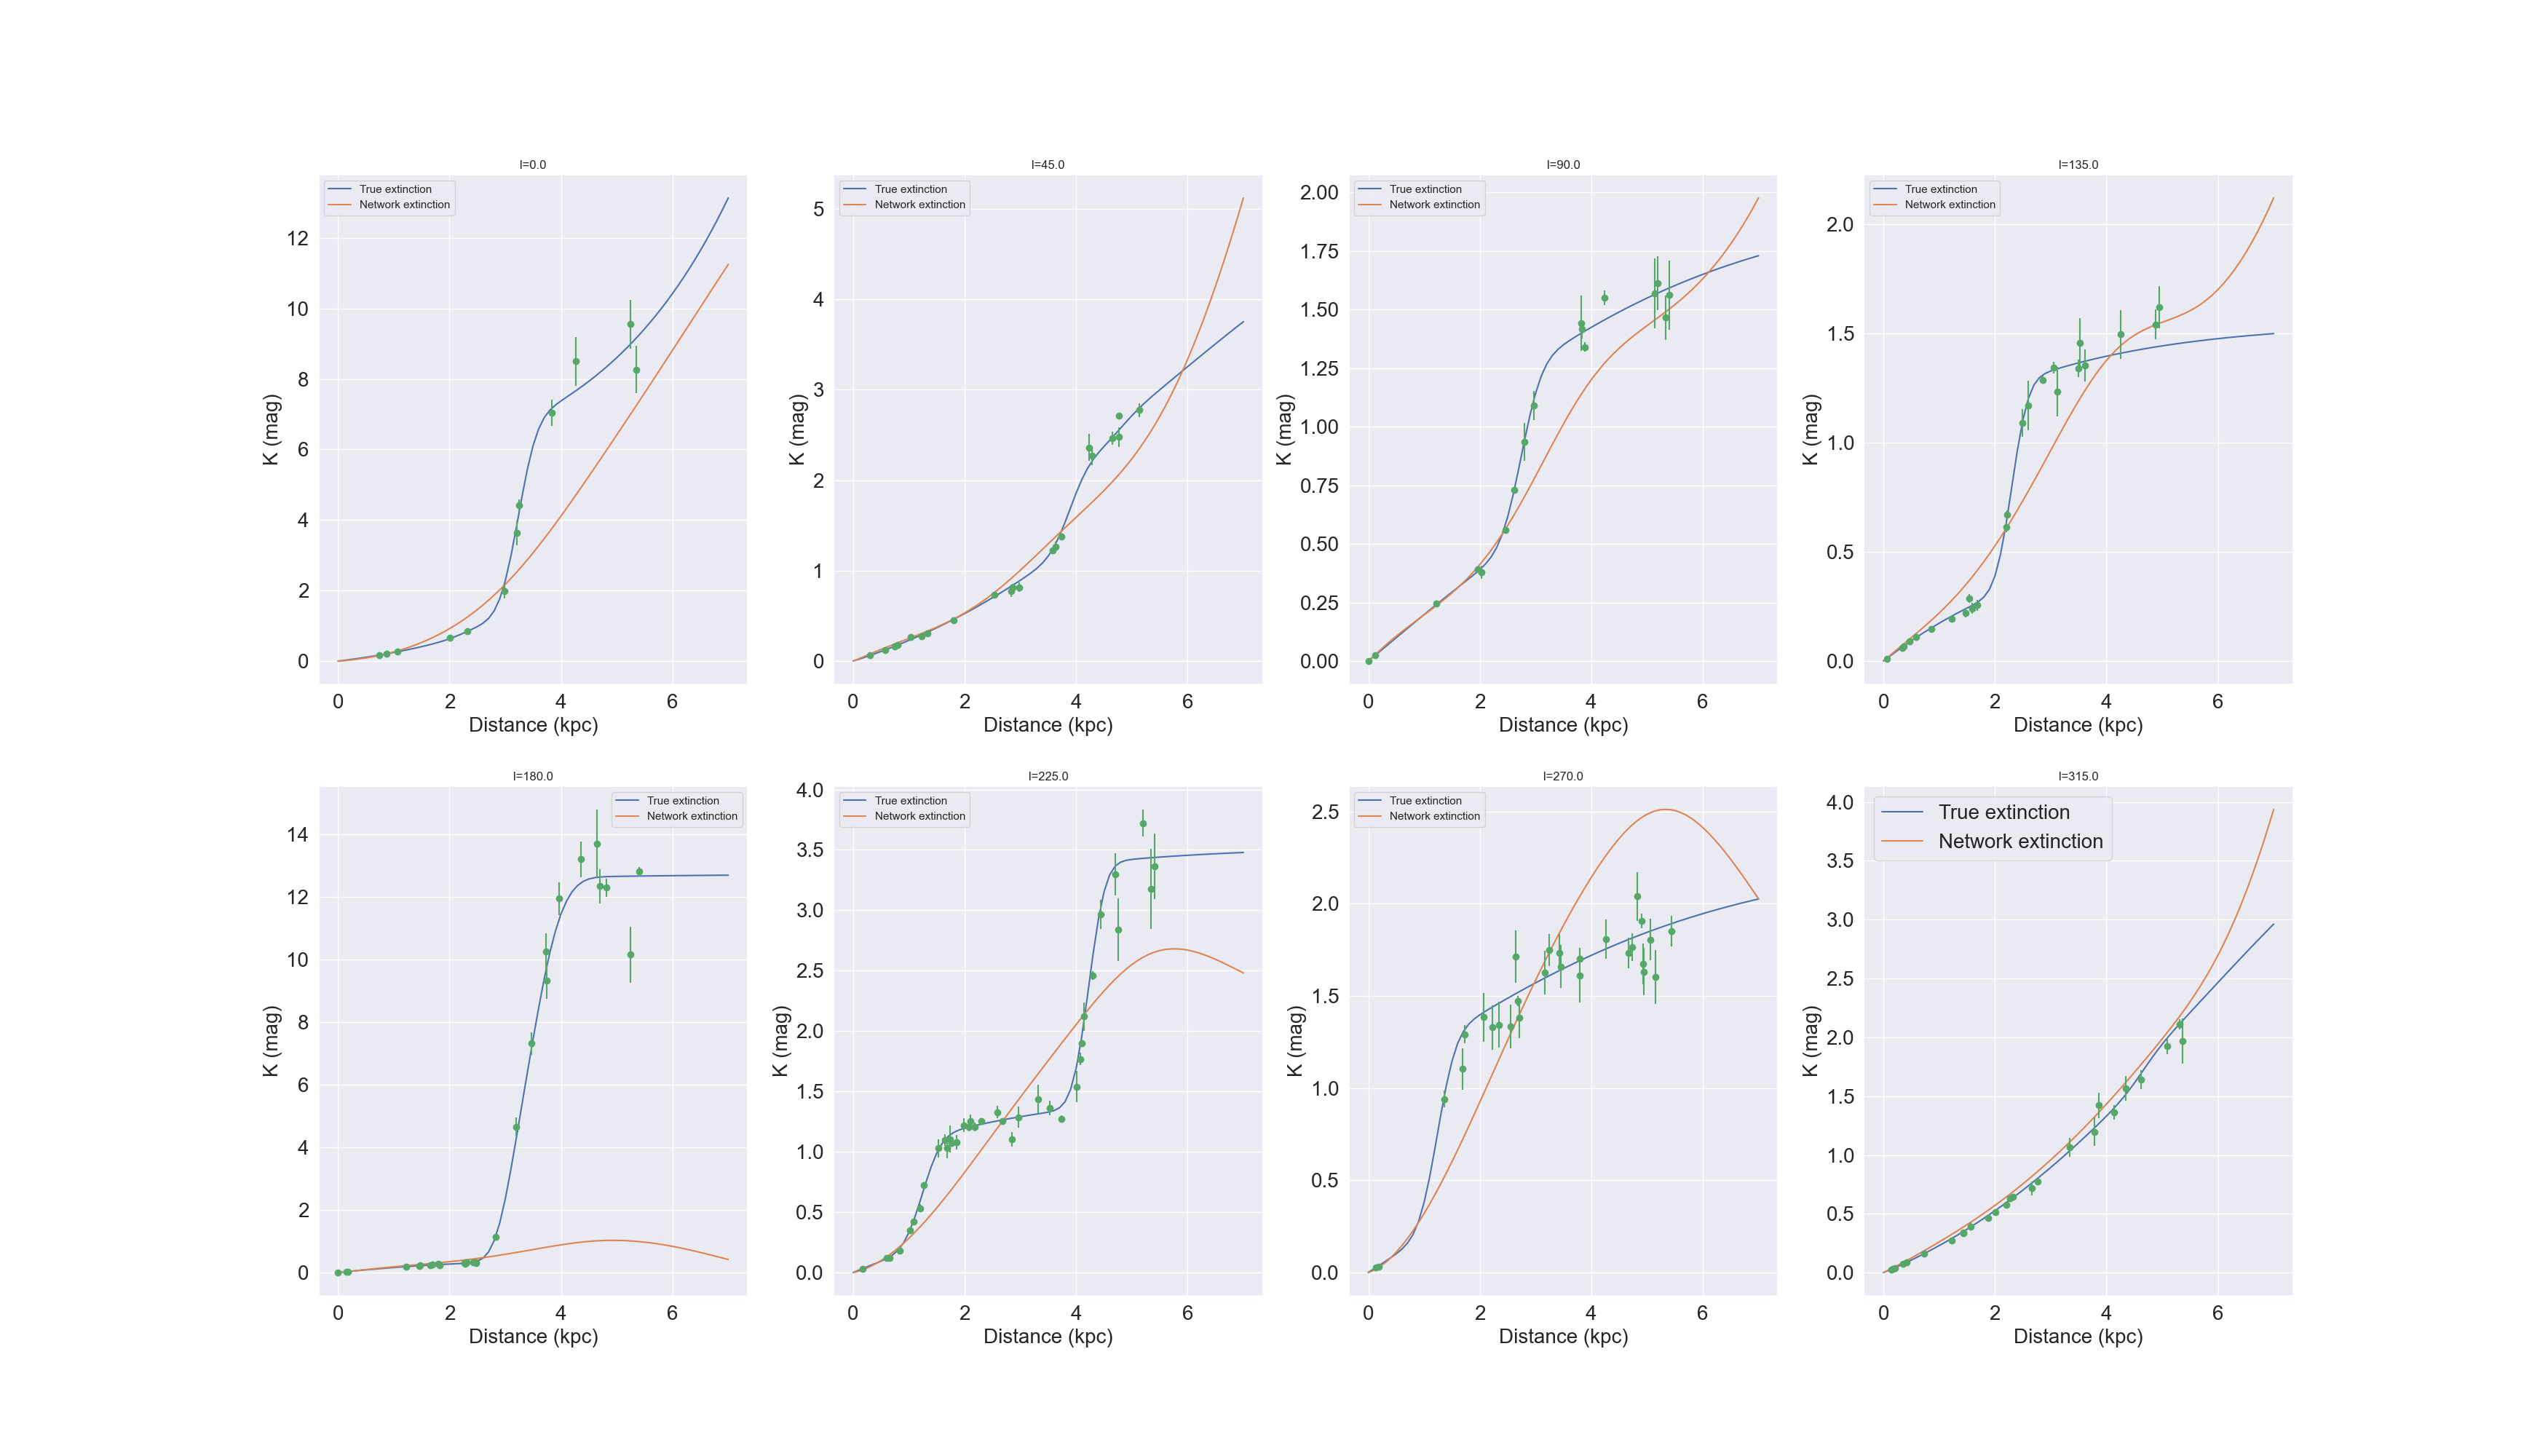 l=0.0
True extinction
Network extinction
12
10
8
6
4
2
0
K (mag)
0 2 4 6
Distance (kpc)
l=45.0
True extinction
Network extinction
5
4
3
2
1
0
K (mag)
0 2 4 6
Distance (kpc)
l=90.0
True extinction
Network extinction
2.00
1.75
1.50
1.25
1.00
0.75
0.50
0.25
0.00
K (mag)
0 2 4 6
Distance (kpc)
l=135.0
True extinction
Network extinction
2.0
1.5
1.0
0.5
0.0
K (mag)
0 2 4 6
Distance (kpc)
l=180.0
True extinction
Network extinction
14
12
10
8
6
4
2
0
K (mag)
0 2 4 6
Distance (kpc)
l=225.0
True extinction
Network extinction
4.0
3.5
3.0
2.5
2.0
1.5
1.0
0.5
0.0
K (mag)
0 2 4 6
Distance (kpc)
l=270.0
True extinction
Network extinction
2.5
2.0
1.5
1.0
0.5
0.0
K (mag)
0 2 4 6
Distance (kpc)
l=315.0
True extinction
Network extinction
4.0
3.5
3.0
2.5
2.0
1.5
1.0
0.5
0.0
K (mag)
0 2 4 6
Distance (kpc)